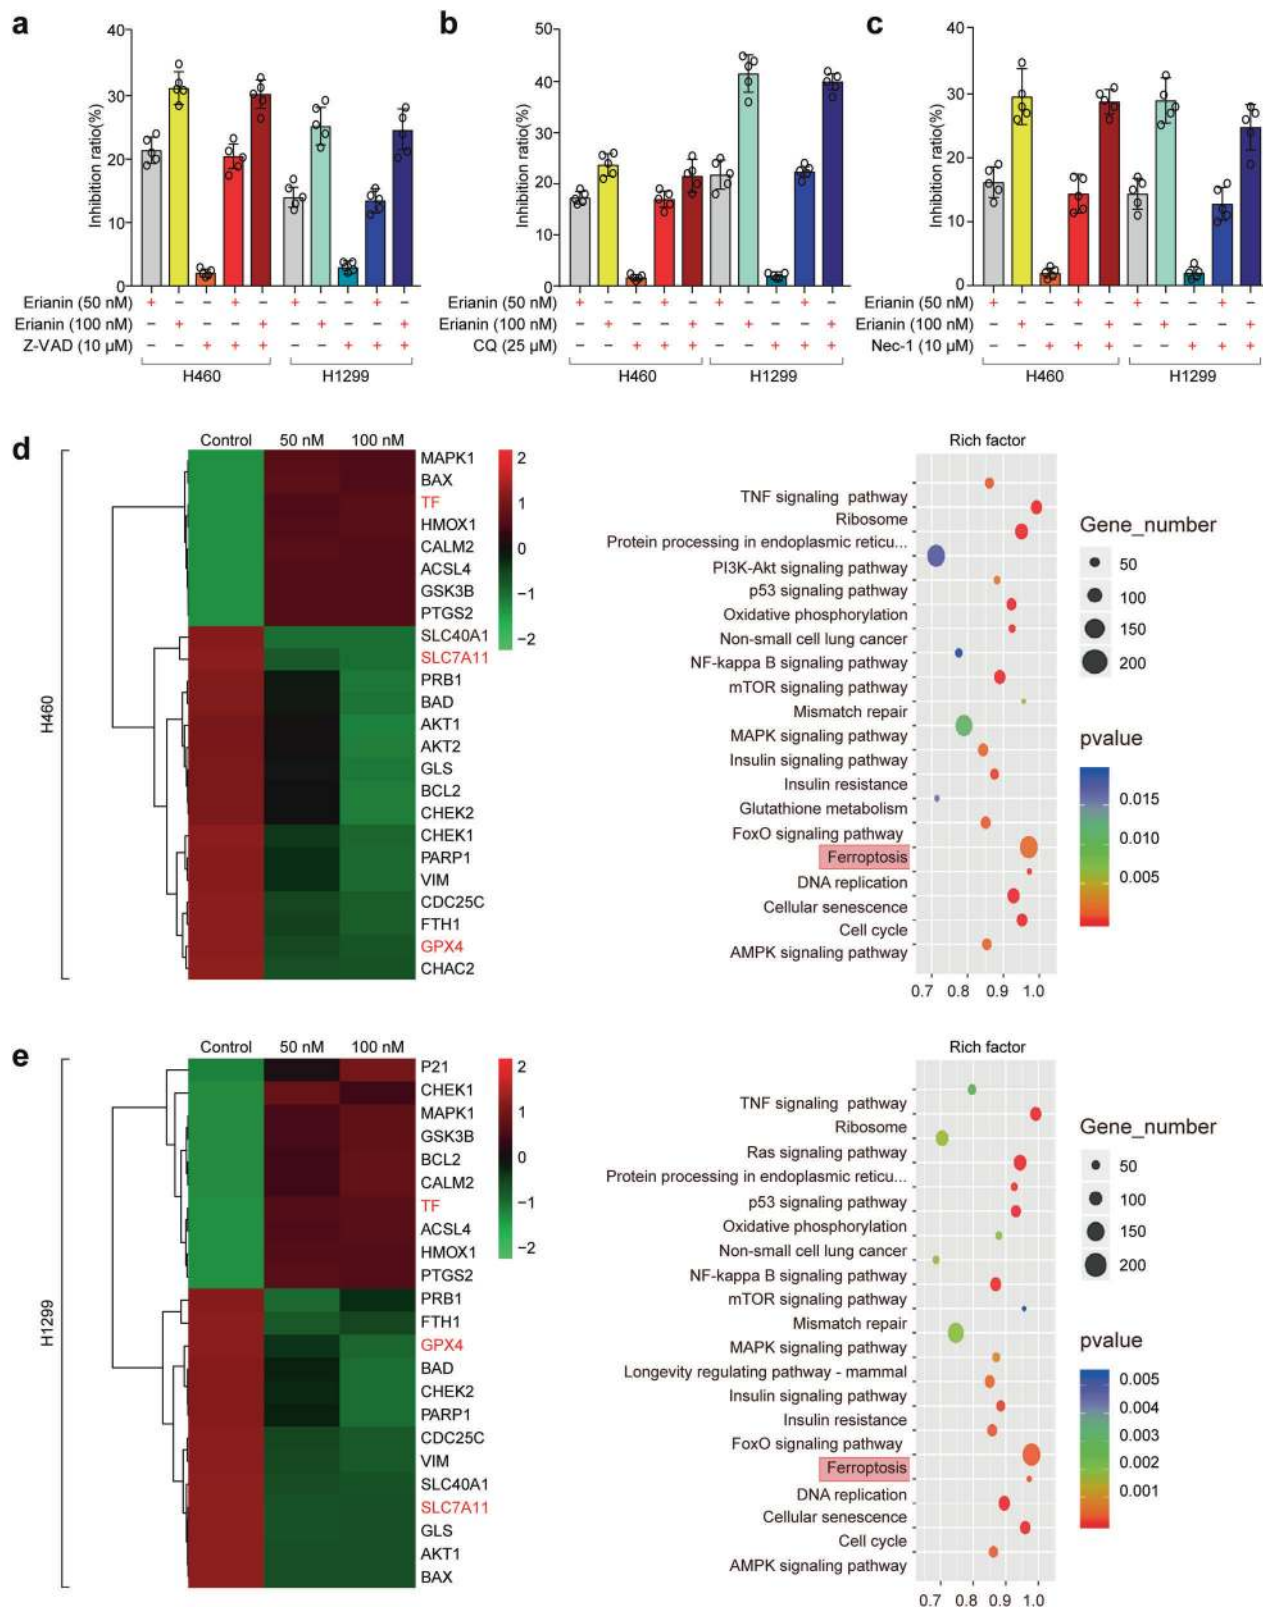 a
b
c
Inhibition ratio(%)
40
30
20
10
0
Inhibition ratio(%)
50
40
30
20
10
0
Inhibition ratio(%)
40
30
20
10
0
Erianin (50 nM) + – – + – + – – + –
Erianin (100 nM) – + – – + – + – – +
Z-VAD (10 µM) – – + + + – – + + +
H460 H1299
Erianin (50 nM) + – – + – + – – + –
Erianin (100 nM) – + – – + – + – – +
CQ (25 µM) – – + + + – – + + +
H460 H1299
Erianin (50 nM) + – – + – + – – + –
Erianin (100 nM) – + – – + – + – – +
Nec-1 (10 µM) – – + + + – – + + +
H460 H1299
d
H460
Control 50 nM 100 nM
MAPK1
BAX
TF
HMOX1
CALM2
ACSL4
GSK3B
PTGS2
SLC40A1
SLC7A11
PRB1
BAD
AKT1
AKT2
GLS
BCL2
CHEK2
CHEK1
PARP1
VIM
CDC25C
FTH1
GPX4
CHAC2
2
1
0
−1
−2
Rich factor
TNF signaling pathway
Ribosome
Protein processing in endoplasmic reticu...
PI3K-Akt signaling pathway
p53 signaling pathway
Oxidative phosphorylation
Non-small cell lung cancer
NF-kappa B signaling pathway
mTOR signaling pathway
Mismatch repair
MAPK signaling pathway
Insulin signaling pathway
Insulin resistance
Glutathione metabolism
FoxO signaling pathway
Ferroptosis
DNA replication
Cellular senescence
Cell cycle
AMPK signaling pathway
0.7 0.8 0.9 1.0
Gene_number
50
100
150
200
pvalue
0.015
0.010
0.005
e
H1299
Control 50 nM 100 nM
P21
CHEK1
MAPK1
GSK3B
BCL2
CALM2
TF
ACSL4
HMOX1
PTGS2
PRB1
FTH1
GPX4
BAD
CHEK2
PARP1
CDC25C
VIM
SLC40A1
SLC7A11
GLS
AKT1
BAX
2
1
0
−1
−2
Rich factor
TNF signaling pathway
Ribosome
Ras signaling pathway
Protein processing in endoplasmic reticu...
p53 signaling pathway
Oxidative phosphorylation
Non-small cell lung cancer
NF-kappa B signaling pathway
mTOR signaling pathway
Mismatch repair
MAPK signaling pathway
Longevity regulating pathway - mammal
Insulin signaling pathway
Insulin resistance
FoxO signaling pathway
Ferroptosis
DNA replication
Cellular senescence
Cell cycle
AMPK signaling pathway
0.7 0.8 0.9 1.0
Gene_number
50
100
150
200
pvalue
0.005
0.004
0.003
0.002
0.001